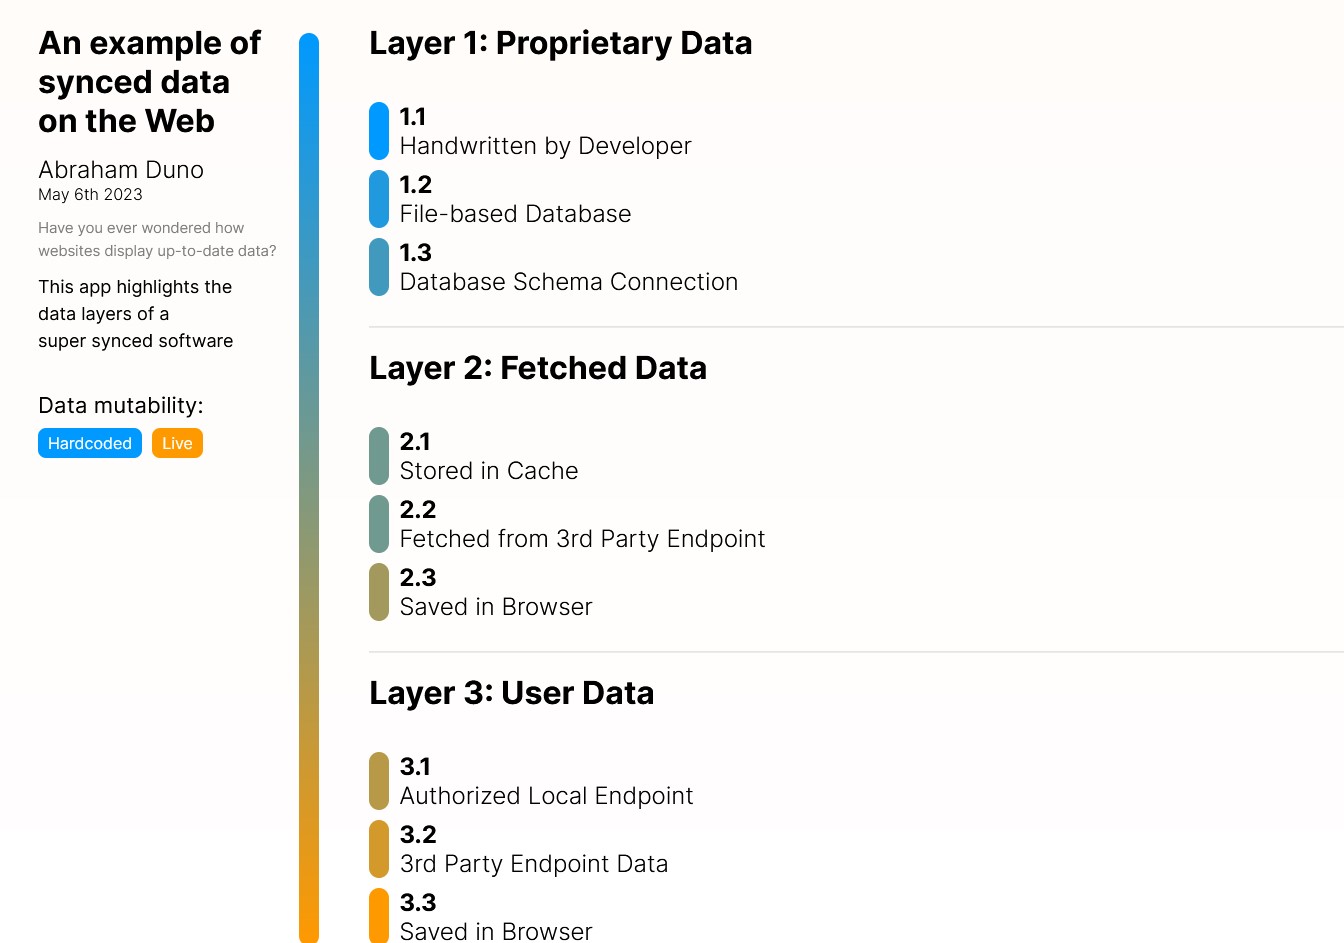 An example of
synced data
on the Web
Abraham Duno
May 6th 2023
Have you ever wondered how
websites display up-to-date data?
This app highlights the
data layers of a
super synced software
Data mutability:
Hardcoded Live
Layer 1: Proprietary Data
1.1
Handwritten by Developer
1.2
File-based Database
1.3
Database Schema Connection
Layer 2: Fetched Data
2.1
Stored in Cache
2.2
Fetched from 3rd Party Endpoint
2.3
Saved in Browser
Layer 3: User Data
3.1
Authorized Local Endpoint
3.2
3rd Party Endpoint Data
3.3
Saved in Browser